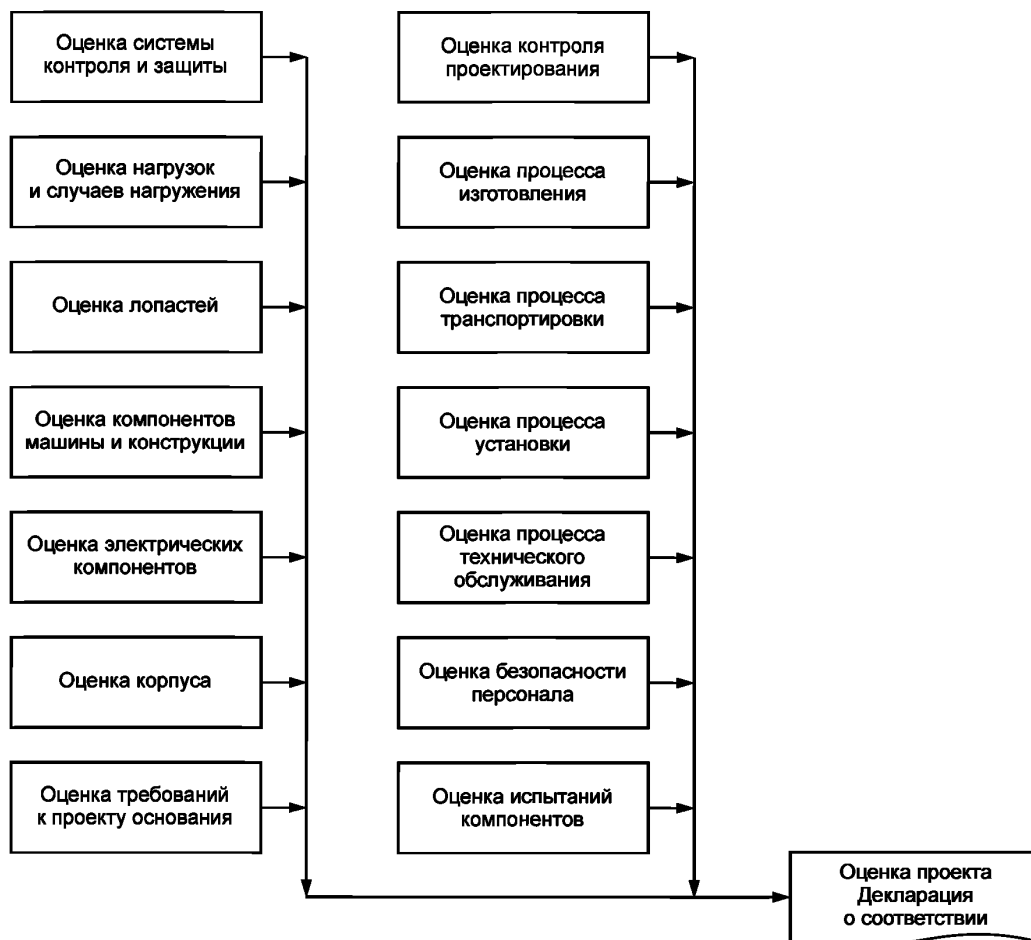 Оценка системы
контроля и защиты
Оценка нагрузок
и случаев нагружения
Оценка лопастей
Оценка компонентов
машины и конструкции
Оценка электрических
компонентов
Оценка корпуса
Оценка требований
к проекту основания
Оценка контроля
проектирования
Оценка процесса
изготовления
Оценка процесса
транспортировки
Оценка процесса
установки
Оценка процесса
технического
обслуживания
Оценка безопасности
персонала
Оценка испытаний
компонентов
Оценка проекта
Декларация
о соответствии